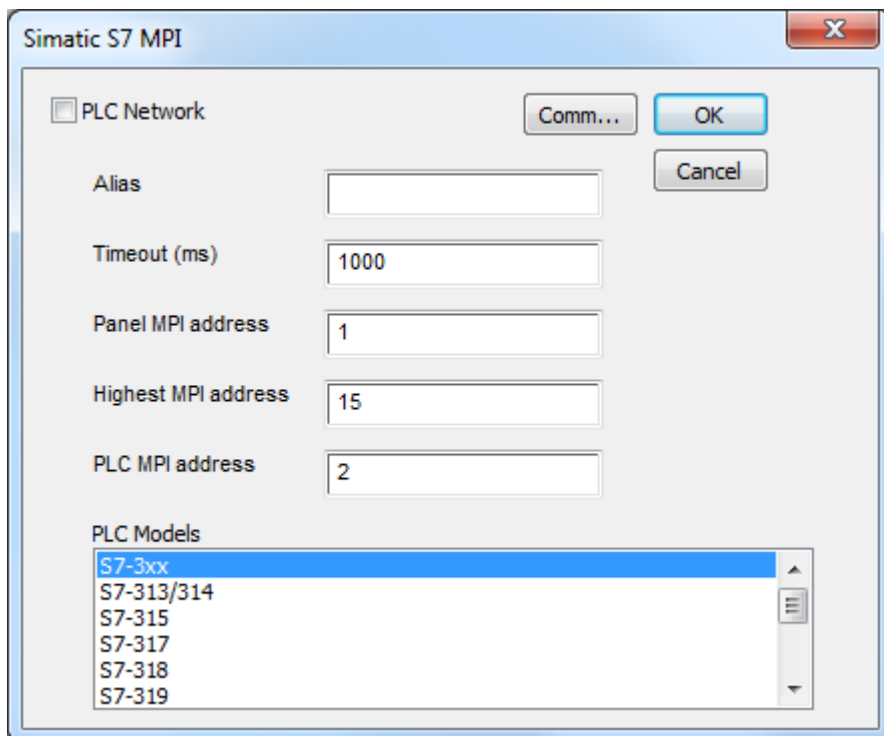 Simatic S7 MPI
PLC Network
Comm...
OK
Cancel
Alias
Timeout (ms)
1000
Panel MPI address
1
Highest MPI address
15
PLC MPI address
2
PLC Models
S7-3xx
S7-313/314
S7-315
S7-317
S7-318
S7-319